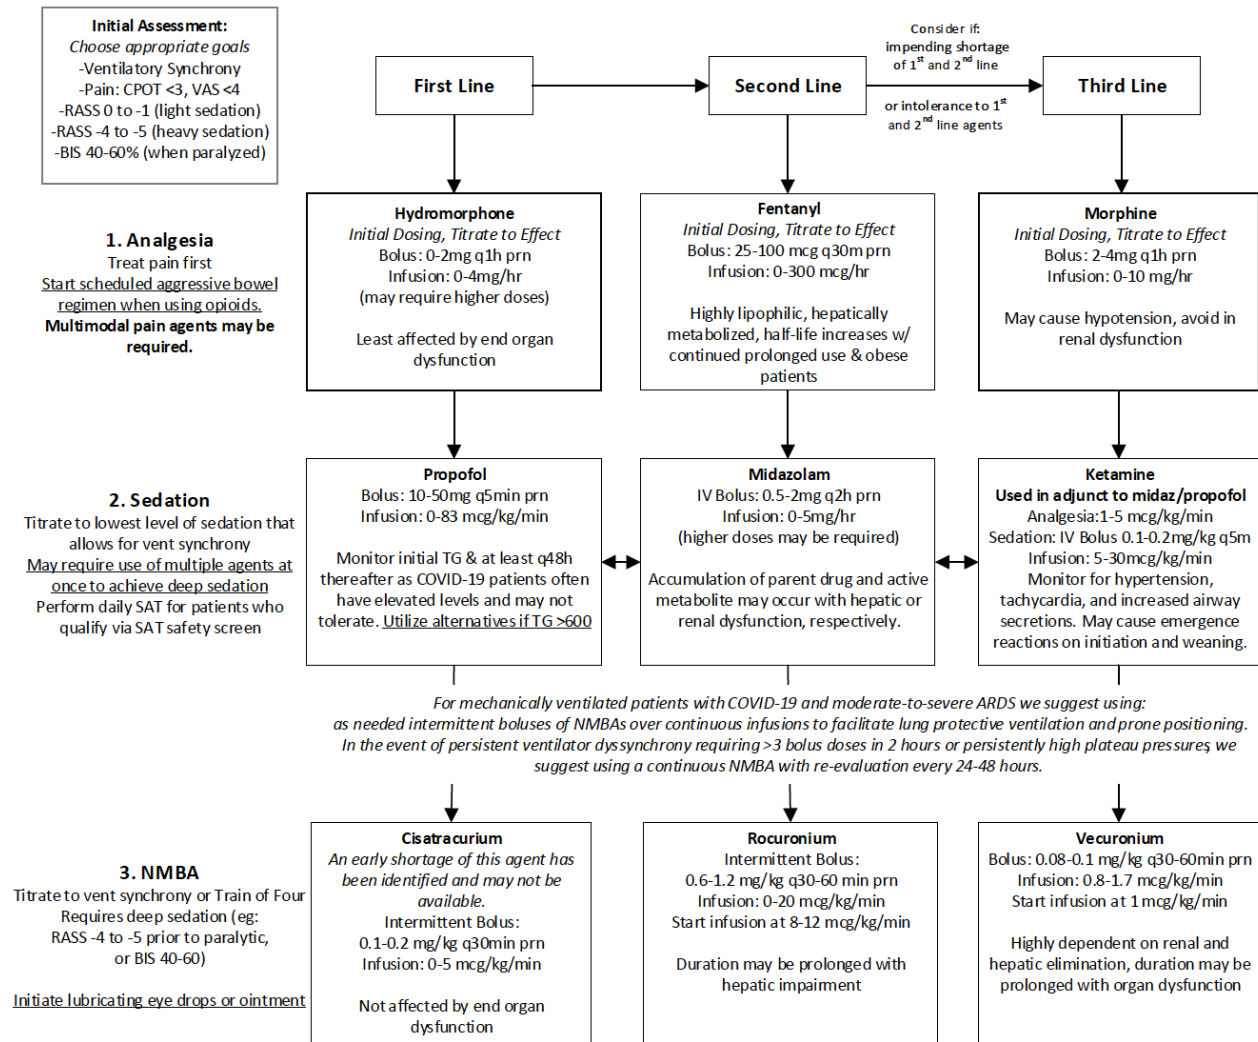 Initial Assessment:
Choose appropriate goals
-Ventilatory Synchrony
-Pain: CPOT <3, VAS <4
-RASS 0 to -1 (light sedation)
-RASS -4 to -5 (heavy sedation)
-BIS 40-60% (when paralyzed)
First Line
Second Line
Consider if:
impending shortage
of 1st and 2nd line
or intolerance to 1st
and 2nd line agents
Third Line
1. Analgesia
Treat pain first
Start scheduled aggressive bowel
regimen when using opioids.
Multimodal pain agents may be
required.
Hydromorphone
Initial Dosing, Titrate to Effect
Bolus: 0-2mg q1h prn
Infusion: 0-4mg/hr
(may require higher doses)
Least affected by end organ
dysfunction
Fentanyl
Initial Dosing, Titrate to Effect
Bolus: 25-100 mcg q30m prn
Infusion: 0-300 mcg/hr
Highly lipophilic, hepatically
metabolized, half-life increases w/
continued prolonged use & obese
patients
Morphine
Initial Dosing, Titrate to Effect
Bolus: 2-4mg q1h prn
Infusion: 0-10 mg/hr
May cause hypotension, avoid in
renal dysfunction
2. Sedation
Titrate to lowest level of sedation that
allows for vent synchrony
May require use of multiple agents at
once to achieve deep sedation
Perform daily SAT for patients who
qualify via SAT safety screen
Propofol
Bolus: 10-50mg q5min prn
Infusion: 0-83 mcg/kg/min
Monitor initial TG & at least q48h
thereafter as COVID-19 patients often
have elevated levels and may not
tolerate. Utilize alternatives if TG >600
Midazolam
IV Bolus: 0.5-2mg q2h prn
Infusion: 0-5mg/hr
(higher doses may be required)
Accumulation of parent drug and active
metabolite may occur with hepatic or
renal dysfunction, respectively.
Ketamine
Used in adjunct to midaz/propofol
Analgesia:1-5 mcg/kg/min
Sedation: IV Bolus 0.1-0.2mg/kg q5m
Infusion: 5-30mcg/kg/min
Monitor for hypertension,
tachycardia, and increased airway
secretions. May cause emergence
reactions on initiation and weaning.
For mechanically ventilated patients with COVID-19 and moderate-to-severe ARDS we suggest using:
as needed intermittent boluses of NMBAs over continuous infusions to facilitate lung protective ventilation and prone positioning.
In the event of persistent ventilator dyssynchrony requiring >3 bolus doses in 2 hours or persistently high plateau pressures, we
suggest using a continuous NMBA with re-evaluation every 24-48 hours.
3. NMBA
Titrate to vent synchrony or Train of Four
Requires deep sedation (eg:
RASS -4 to -5 prior to paralytic,
or BIS 40-60)
Initiate lubricating eye drops or ointment
Cisatracurium
An early shortage of this agent has
been identified and may not be
available.
Intermittent Bolus:
0.1-0.2 mg/kg q30min prn
Infusion: 0-5 mcg/kg/min
Not affected by end organ
dysfunction
Rocuronium
Intermittent Bolus:
0.6-1.2 mg/kg q30-60 min prn
Infusion: 0-20 mcg/kg/min
Start infusion at 8-12 mcg/kg/min
Duration may be prolonged with
hepatic impairment
Vecuronium
Bolus: 0.08-0.1 mg/kg q30-60min prn
Infusion: 0.8-1.7 mcg/kg/min
Start infusion at 1 mcg/kg/min
Highly dependent on renal and
hepatic elimination, duration may be
prolonged with organ dysfunction